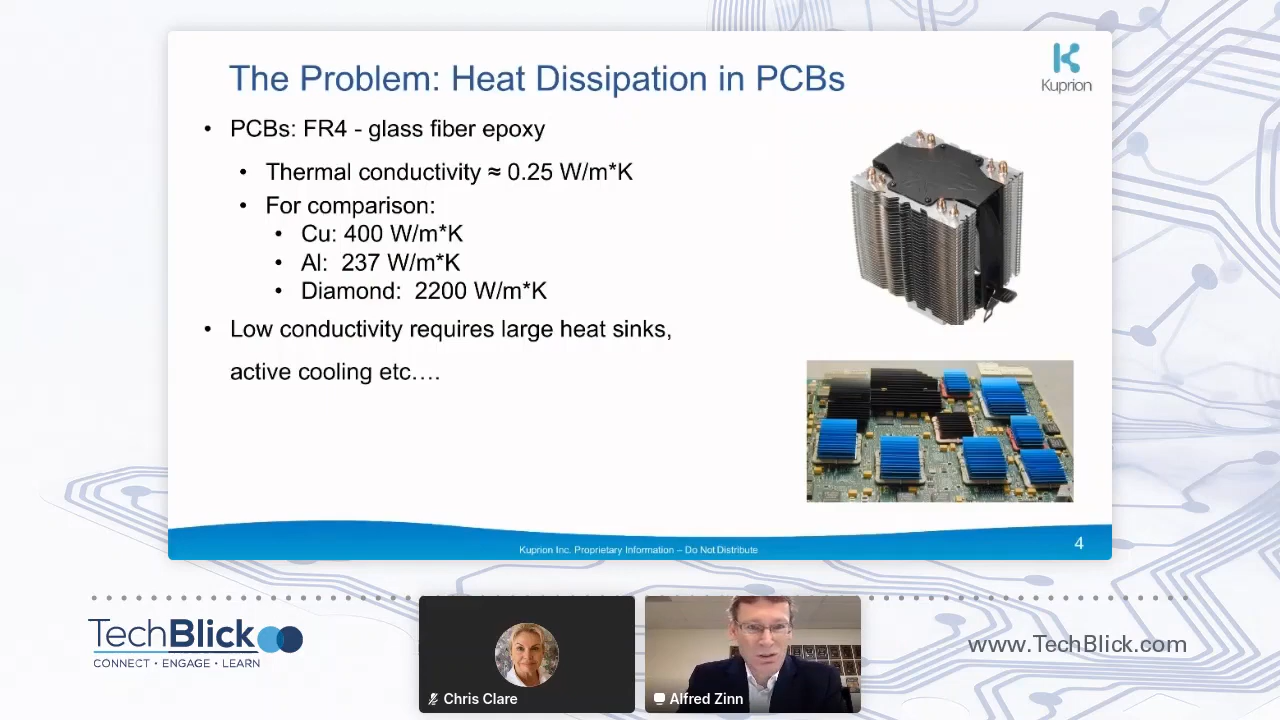 The Problem: Heat Dissipation in PCBs
Kuprion
• PCBs: FR4 - glass fiber epoxy
• Thermal conductivity ≈ 0.25 W/m*K
• For comparison:
• Cu: 400 W/m*K
• Al: 237 W/m*K
• Diamond: 2200 W/m*K
• Low conductivity requires large heat sinks,
active cooling etc….
Kuprion Inc. Proprietary Information – Do Not Distribute
4
TechBlick
CONNECT • ENGAGE • LEARN
Chris Clare
Alfred Zinn
www.TechBlick.com